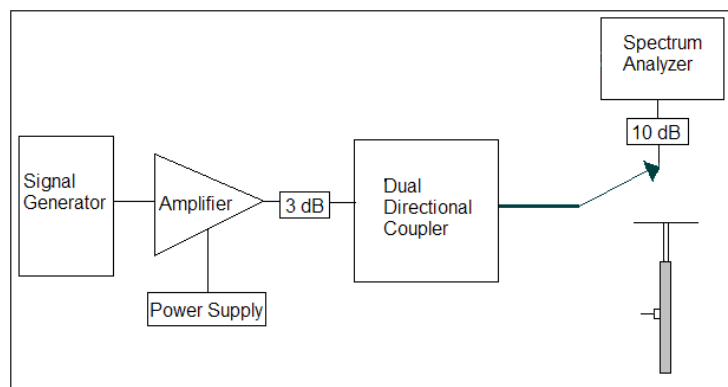 Spectrum
Analyzer
10 dB
Signal
Generator
Amplifier
3 dB
Dual
Directional
Coupler
Power Supply